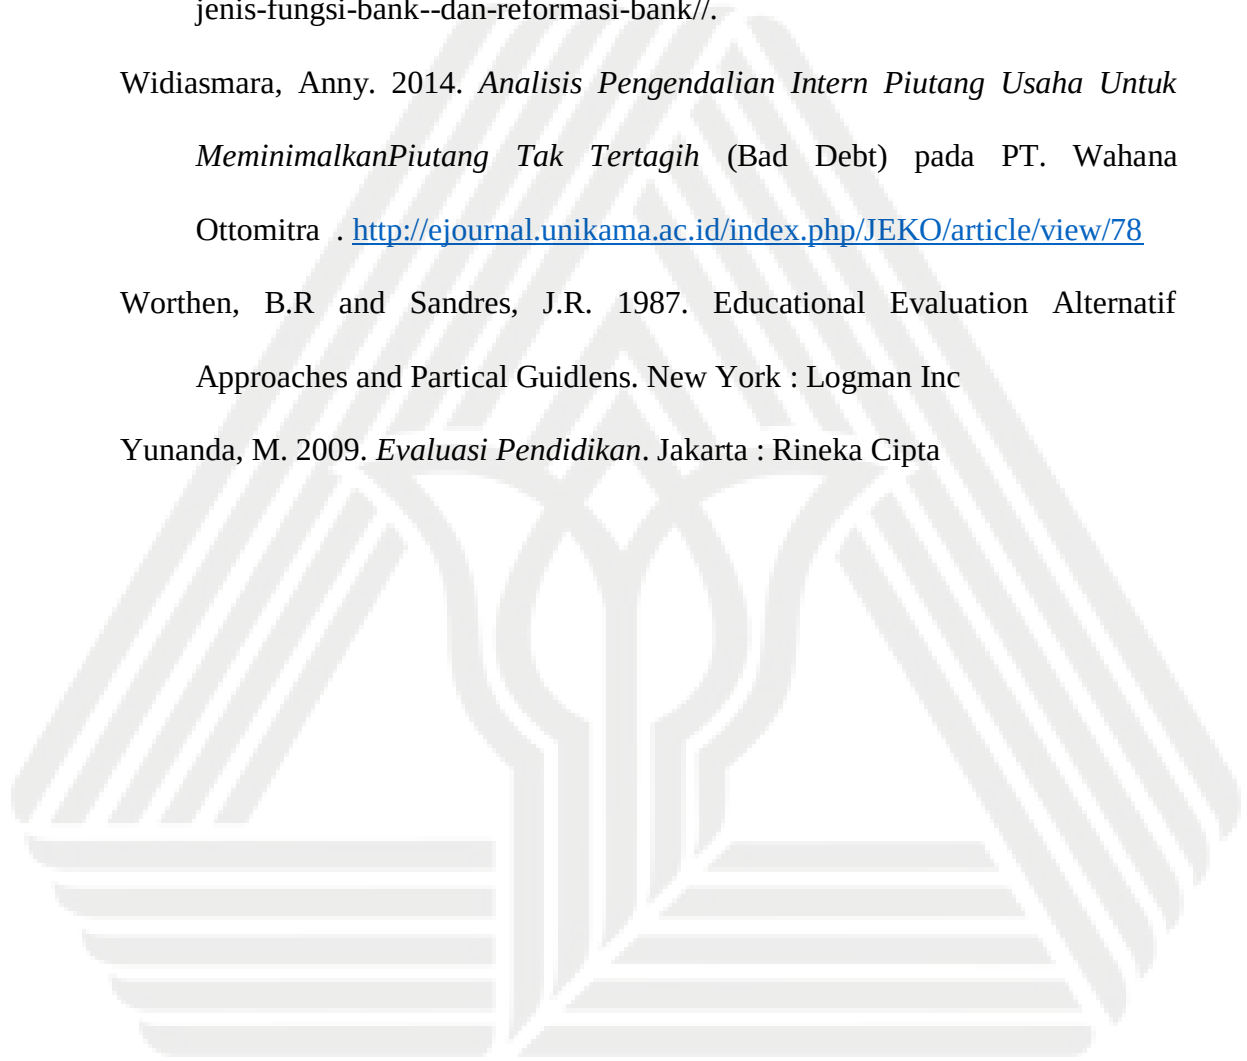 jenis-fungsi-bank--dan-reformasi-bank//.
Widiasmara, Anny. 2014. Analisis Pengendalian Intern Piutang Usaha Untuk
MeminimalkanPiutang Tak Tertagih (Bad Debt) pada PT. Wahana
Ottomitra . http://ejournal.unikama.ac.id/index.php/JEKO/article/view/78
Worthen, B.R and Sandres, J.R. 1987. Educational Evaluation Alternatif
Approaches and Partical Guidlens. New York : Logman Inc
Yunanda, M. 2009. Evaluasi Pendidikan. Jakarta : Rineka Cipta